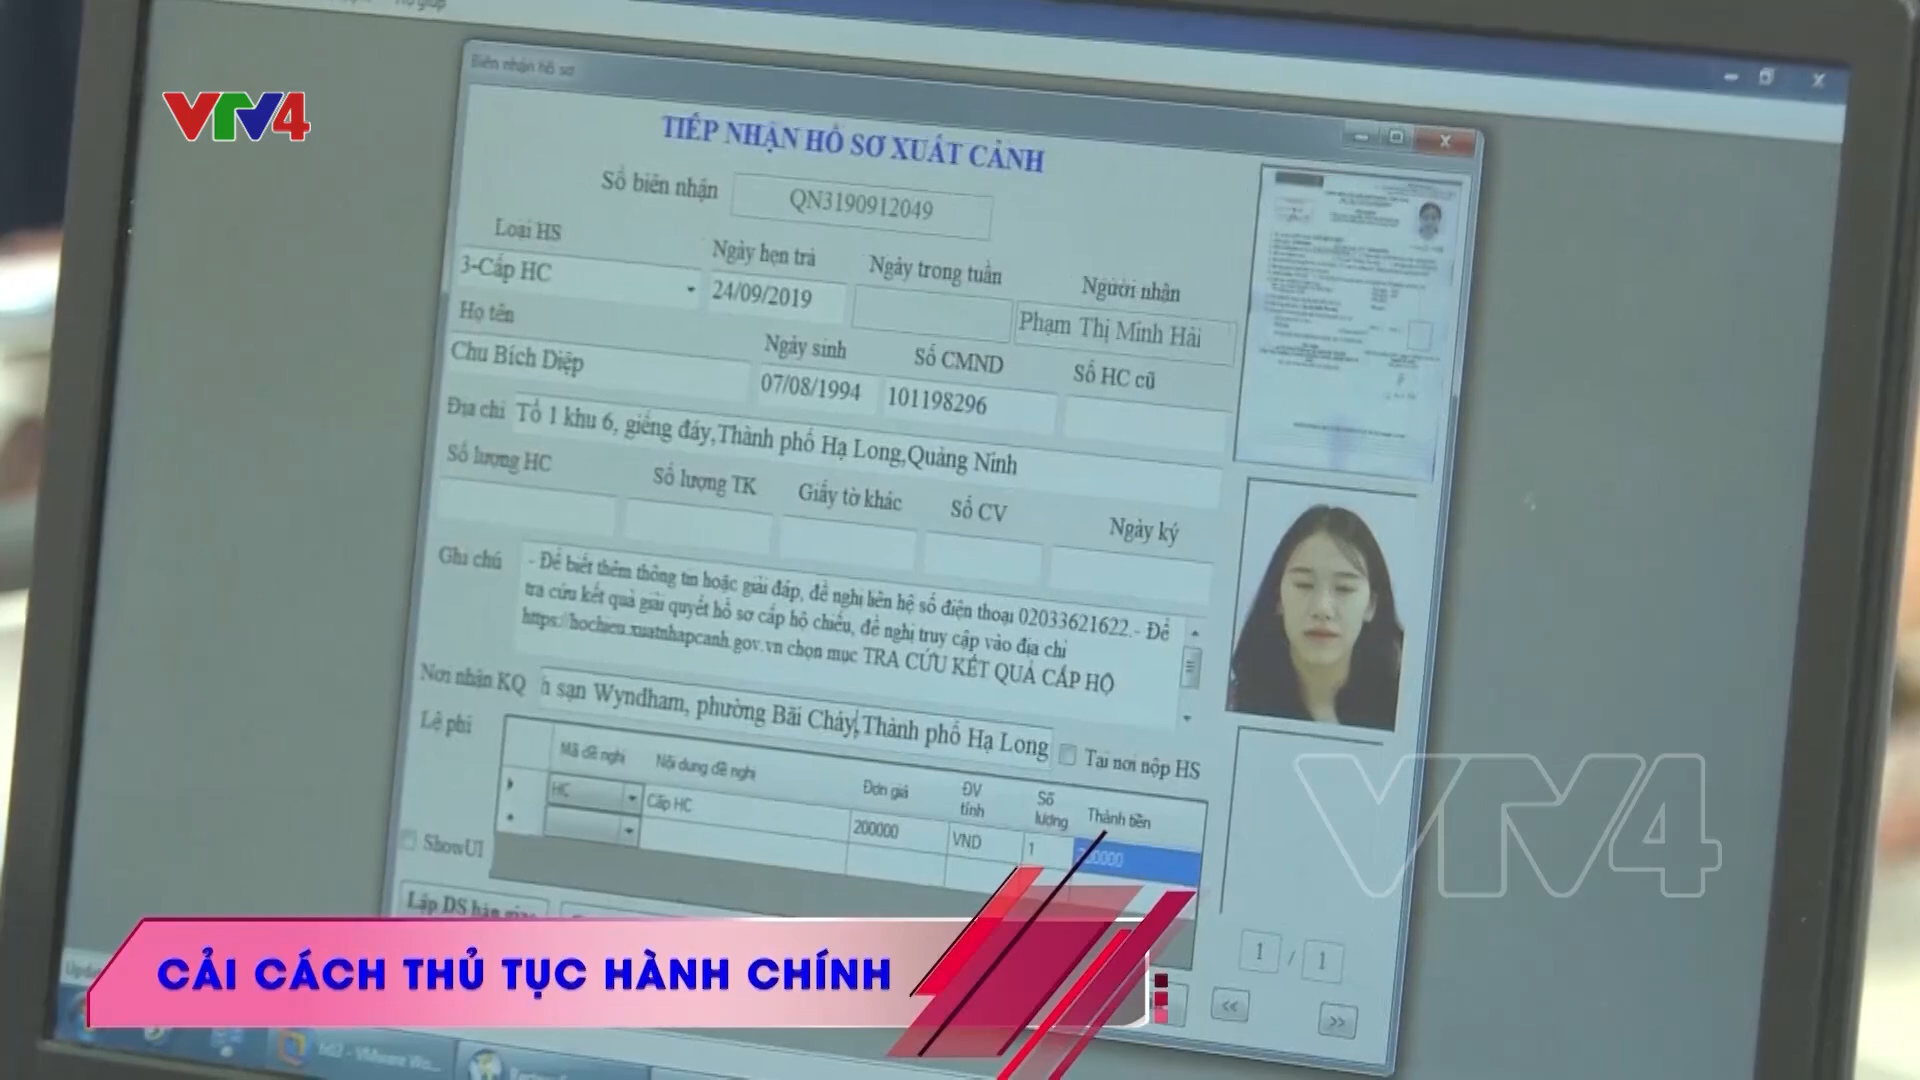 Trợ giúp
Biên nhận hồ sơ
VTV4
TIẾP NHẬN HỒ SƠ XUẤT CẢNH
Số biên nhận QN3190912049
Loại HS Ngày hẹn trả Ngày trong tuần Người nhận
3-Cấp HC 24/09/2019 Phạm Thị Minh Hải
Họ tên Ngày sinh Số CMND Số HC cũ
Chu Bích Diệp 07/08/1994 101198296
Địa chỉ Tổ 1 khu 6, giếng đáy,Thành phố Hạ Long,Quảng Ninh
Số lượng HC Số lượng TK Giấy tờ khác Số CV Ngày ký
Ghi chú - Để biết thêm thông tin hoặc giải đáp, đề nghị liên hệ số điện thoại 02033621622.- Để
tra cứu kết quả giải quyết hồ sơ cấp hộ chiếu, đề nghị truy cập vào địa chỉ
https://hochieu.xuatnhapcanh.gov.vn chọn mục TRA CỨU KẾT QUẢ CẤP HỘ
Nơi nhận KQ h sạn Wyndham, phường Bãi Cháy,Thành phố Hạ Long Tại nơi nộp HS
Lệ phí
Mã đề nghị Nội dung đề nghị Đơn giá ĐV tính Số lượng Thành tiền
HC Cấp HC 200000 VND 1
ShowUI
Lập DS bàn giao
1 / 1
<< >>
VTV4
CẢI CÁCH THỦ TỤC HÀNH CHÍNH